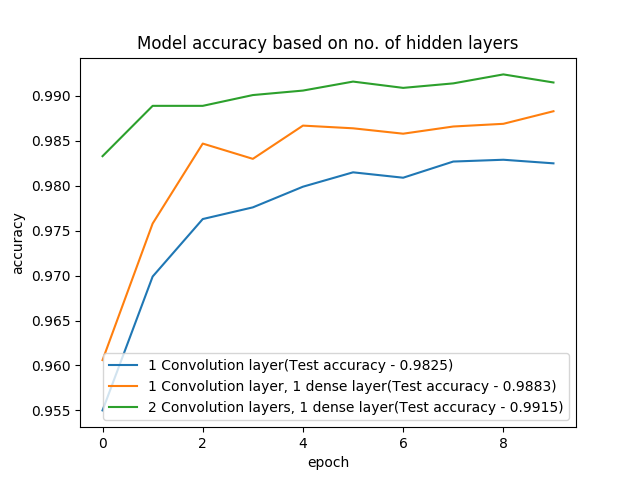 Model accuracy based on no. of hidden layers
0.990
0.985
0.980
0.975
0.970
0.965
0.960
0.955
accuracy
1 Convolution layer(Test accuracy - 0.9825)
1 Convolution layer, 1 dense layer(Test accuracy - 0.9883)
2 Convolution layers, 1 dense layer(Test accuracy - 0.9915)
0 2 4 6 8
epoch